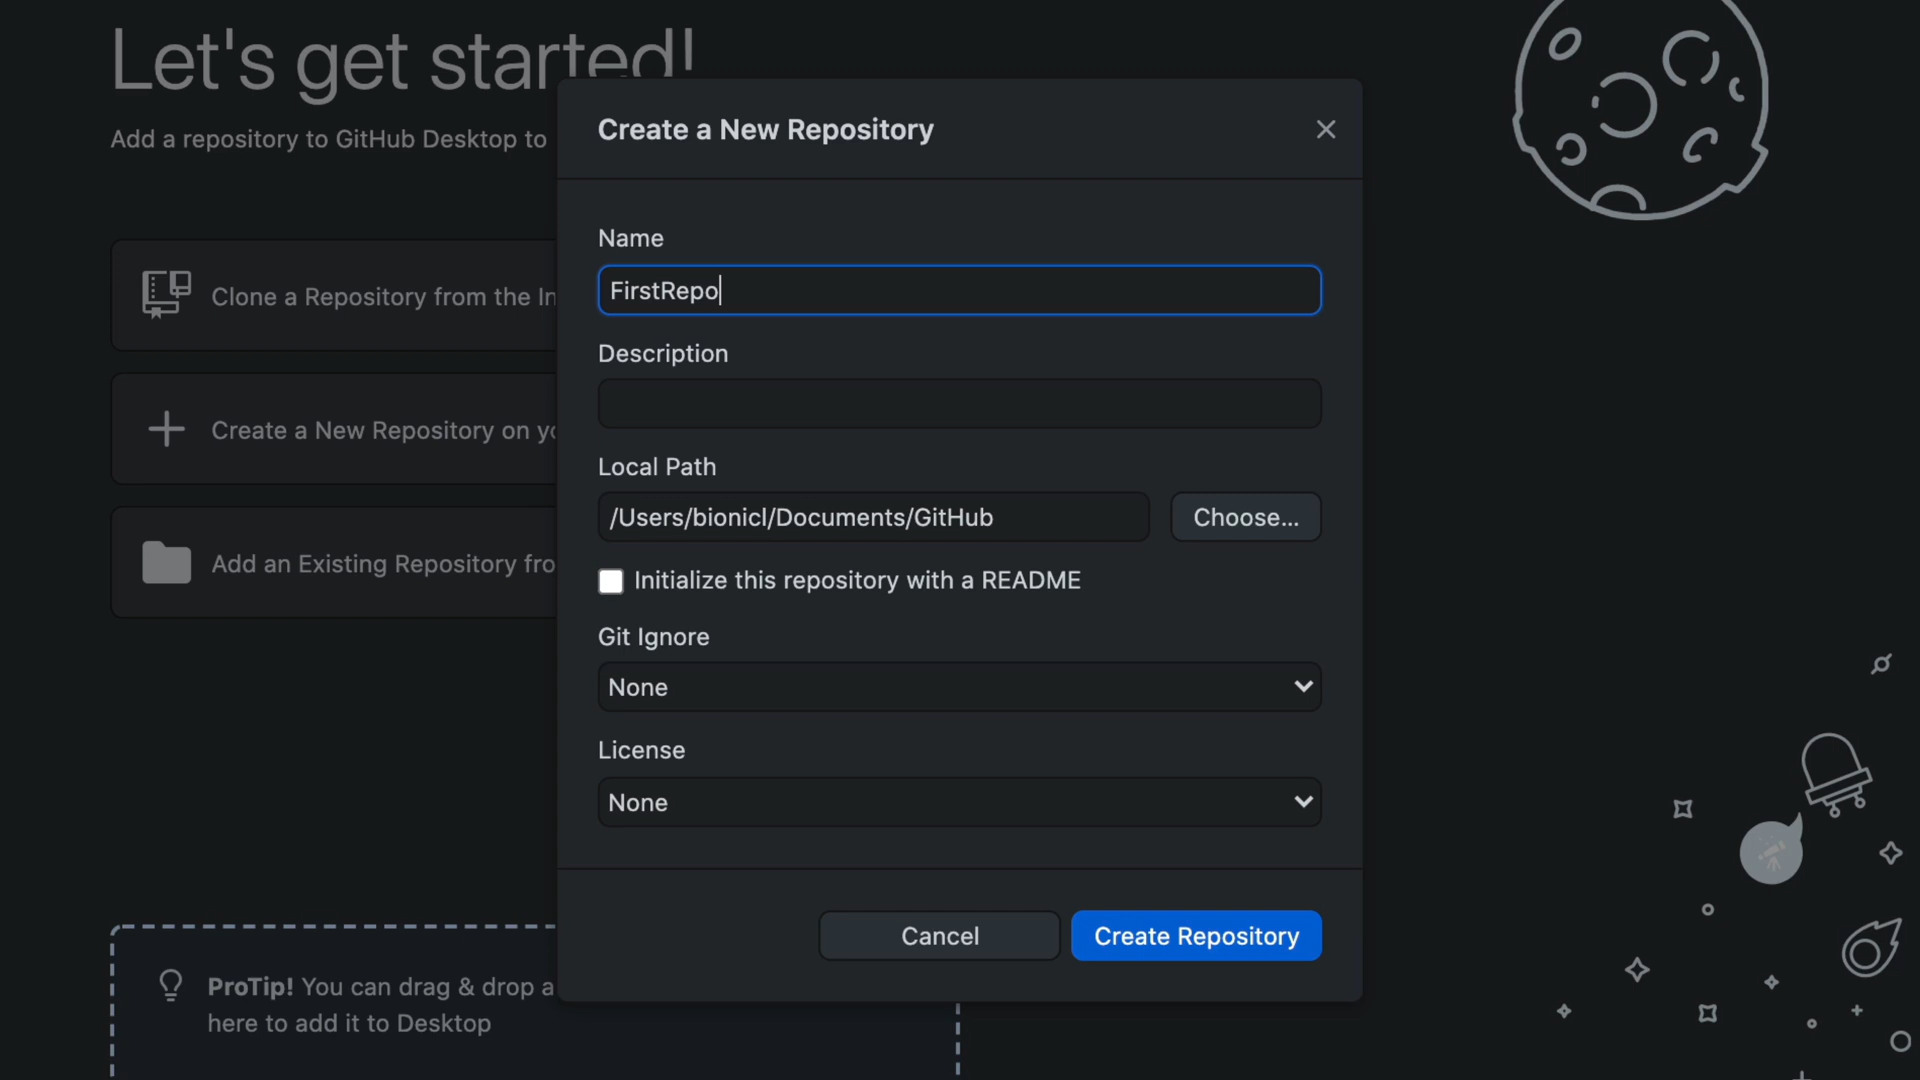 Let's get started!
Add a repository to GitHub Desktop to
Clone a Repository from the In
Create a New Repository on yo
Add an Existing Repository fro
ProTip! You can drag & drop a
here to add it to Desktop
Create a New Repository
Name
FirstRepo
Description
Local Path
/Users/bionicl/Documents/GitHub
Choose...
Initialize this repository with a README
Git Ignore
None
License
None
Cancel
Create Repository